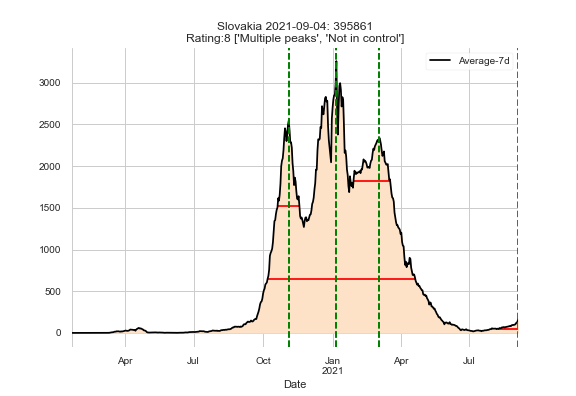 Slovakia 2021-09-04: 395861
Rating:8 ['Multiple peaks', 'Not in control']
Average-7d
3000
2500
2000
1500
1000
500
0
Apr Jul Oct Jan Apr Jul
2021
Date